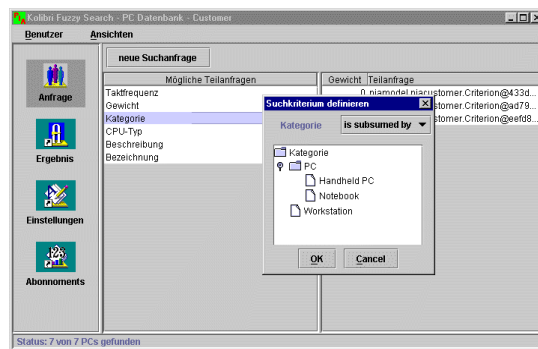 Kolibri Fuzzy Search - PC Datenbank - Customer
Benutzer Ansichten
neue Suchanfrage
Mögliche Teilanfragen
Gewicht Teilanfrage
Taktfrequenz
Gewicht
Kategorie
CPU-Typ
Beschreibung
Bezeichnung
0 njamodel.njacustomer.Criterion@433d...
stomer.Criterion@ad79...
stomer.Criterion@eefd8...
Anfrage
Ergebnis
Einstellungen
Abonnoments
Suchkriterium definieren
Kategorie is subsumed by
Kategorie
PC
Handheld PC
Notebook
Workstation
OK Cancel
Status: 7 von 7 PCs gefunden